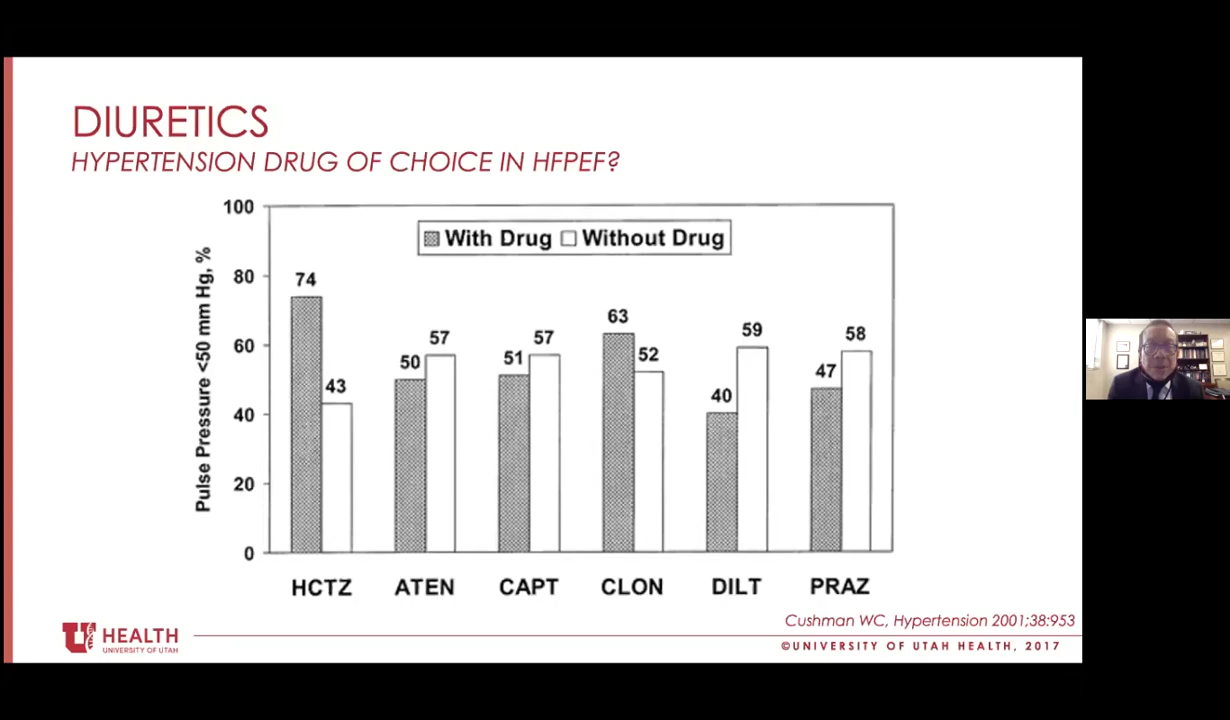 DIURETICS
HYPERTENSION DRUG OF CHOICE IN HFPEF?
Pulse Pressure <50 mm Hg, %
100
80
60
40
20
0
With Drug Without Drug
74
43
50
57
51
57
63
52
40
59
47
58
HCTZ ATEN CAPT CLON DILT PRAZ
Cushman WC, Hypertension 2001;38:953
U HEALTH
UNIVERSITY OF UTAH
©UNIVERSITY OF UTAH HEALTH, 2017